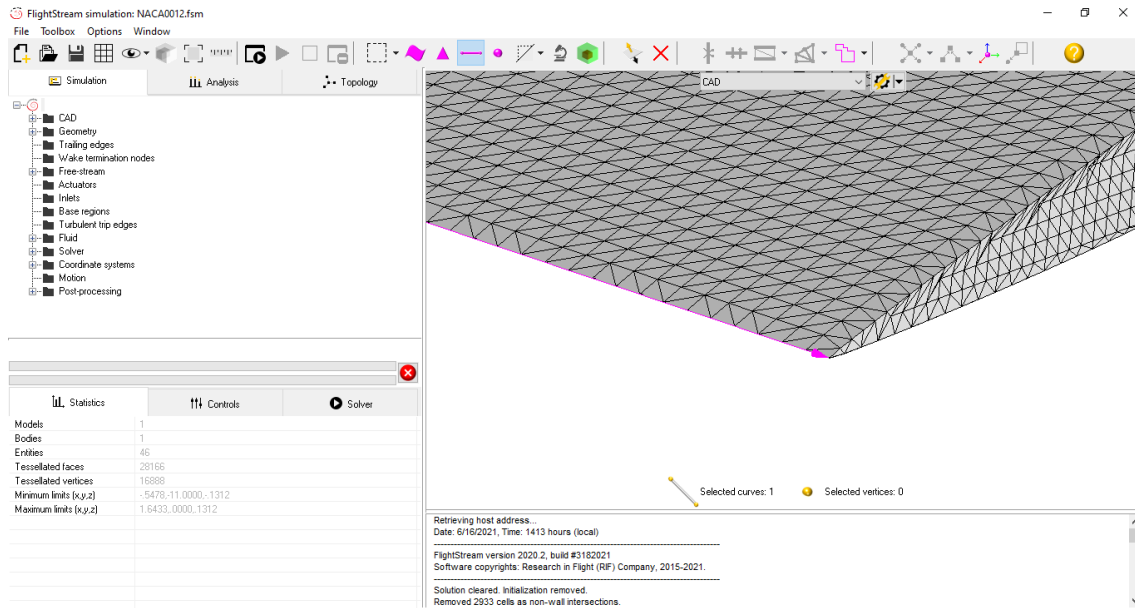 FlightStream simulation: NACA0012.fsm
File Toolbox Options Window
Simulation Analysis Topology
CAD
CAD
Geometry
Trailing edges
Wake termination nodes
Free-stream
Actuators
Inlets
Base regions
Turbulent trip edges
Fluid
Solver
Coordinate systems
Motion
Post-processing
Statistics Controls Solver
Models 1
Bodies 1
Entities 46
Tessellated faces 28166
Tessellated vertices 16888
Minimum limits (x,y,z) -.5478,-11.0000,-.1312
Maximum limits (x,y,z) 1.6433,.0000,.1312
Selected curves: 1 Selected vertices: 0
Retrieving host address...
Date: 6/16/2021, Time: 1413 hours (local)
FlightStream version 2020.2, build #3182021
Software copyrights: Research in Flight (RIF) Company, 2015-2021.
Solution cleared. Initialization removed.
Removed 2933 cells as non-wall intersections.